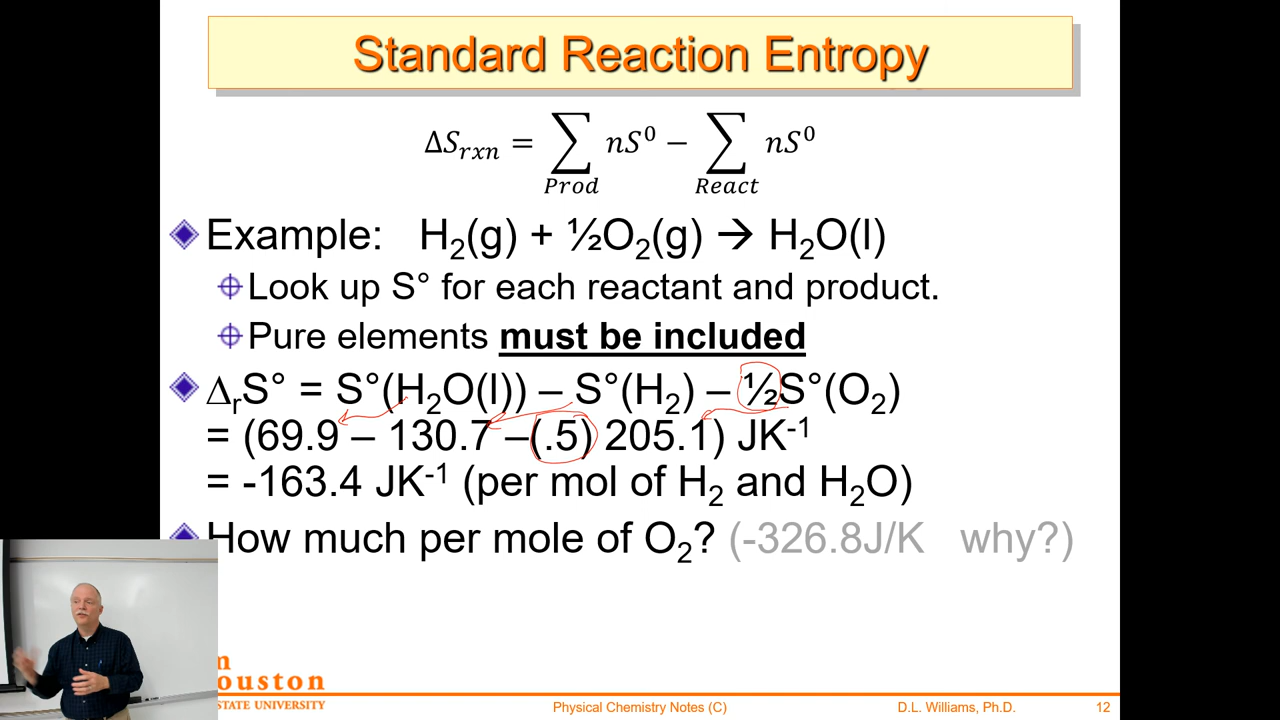 Standard Reaction Entropy
ΔS_rxn = ∑_Prod nS⁰ − ∑_React nS⁰
Example: H₂(g) + ½O₂(g) → H₂O(l)
Look up S° for each reactant and product.
Pure elements must be included
Δ_rS° = S°(H₂O(l)) – S°(H₂) – ½S°(O₂)
= (69.9 – 130.7 –(.5) 205.1) JK⁻¹
= -163.4 JK⁻¹ (per mol of H₂ and H₂O)
How much per mole of O₂? (-326.8J/K why?)
ouston
STATE UNIVERSITY
Physical Chemistry Notes (C)
D.L. Williams, Ph.D.
12